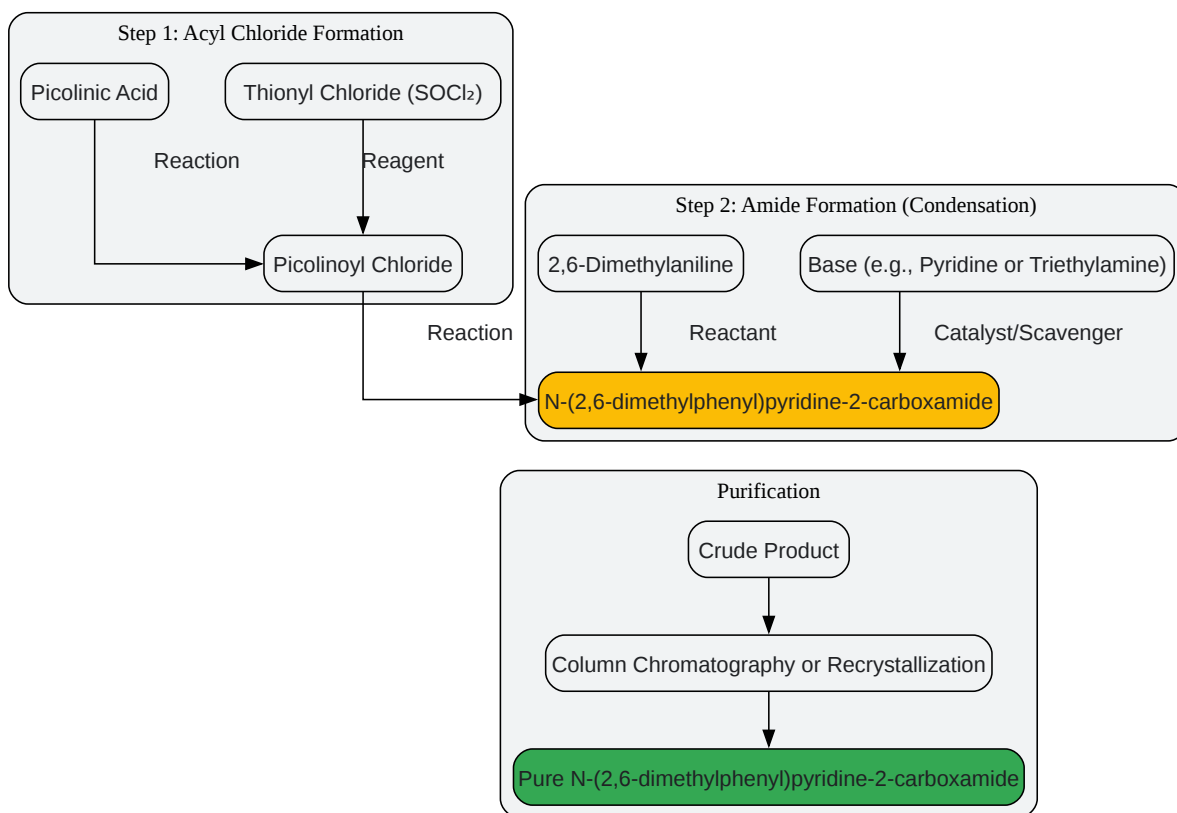 Step 1: Acyl Chloride Formation
Picolinic Acid
Thionyl Chloride (SOCl₂)
Reaction
Reagent
Picolinoyl Chloride
Step 2: Amide Formation (Condensation)
2,6-Dimethylaniline
Base (e.g., Pyridine or Triethylamine)
Reaction
Reactant
Catalyst/Scavenger
N-(2,6-dimethylphenyl)pyridine-2-carboxamide
Purification
Crude Product
Column Chromatography or Recrystallization
Pure N-(2,6-dimethylphenyl)pyridine-2-carboxamide